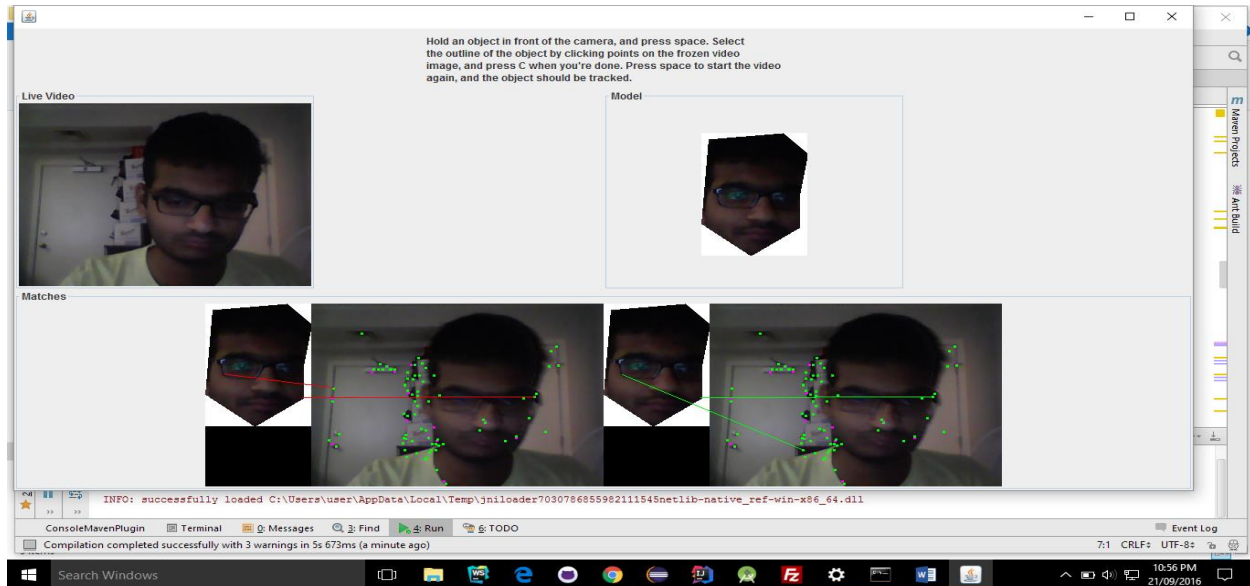 Hold an object in front of the camera, and press space. Select
the outline of the object by clicking points on the frozen video
image, and press C when you're done. Press space to start the video
again, and the object should be tracked.
Live Video
Model
Matches
Maven Projects
Ant Build
INFO: successfully loaded C:\Users\user\AppData\Local\Temp\jniloader7030786855982111545netlib-native_ref-win-x86_64.dll
ConsoleMavenPlugin Terminal 0: Messages 3: Find 4: Run 6: TODO Event Log
Compilation completed successfully with 3 warnings in 5s 673ms (a minute ago) 7:1 CRLF÷ UTF-8÷
Search Windows
10:56 PM
21/09/2016